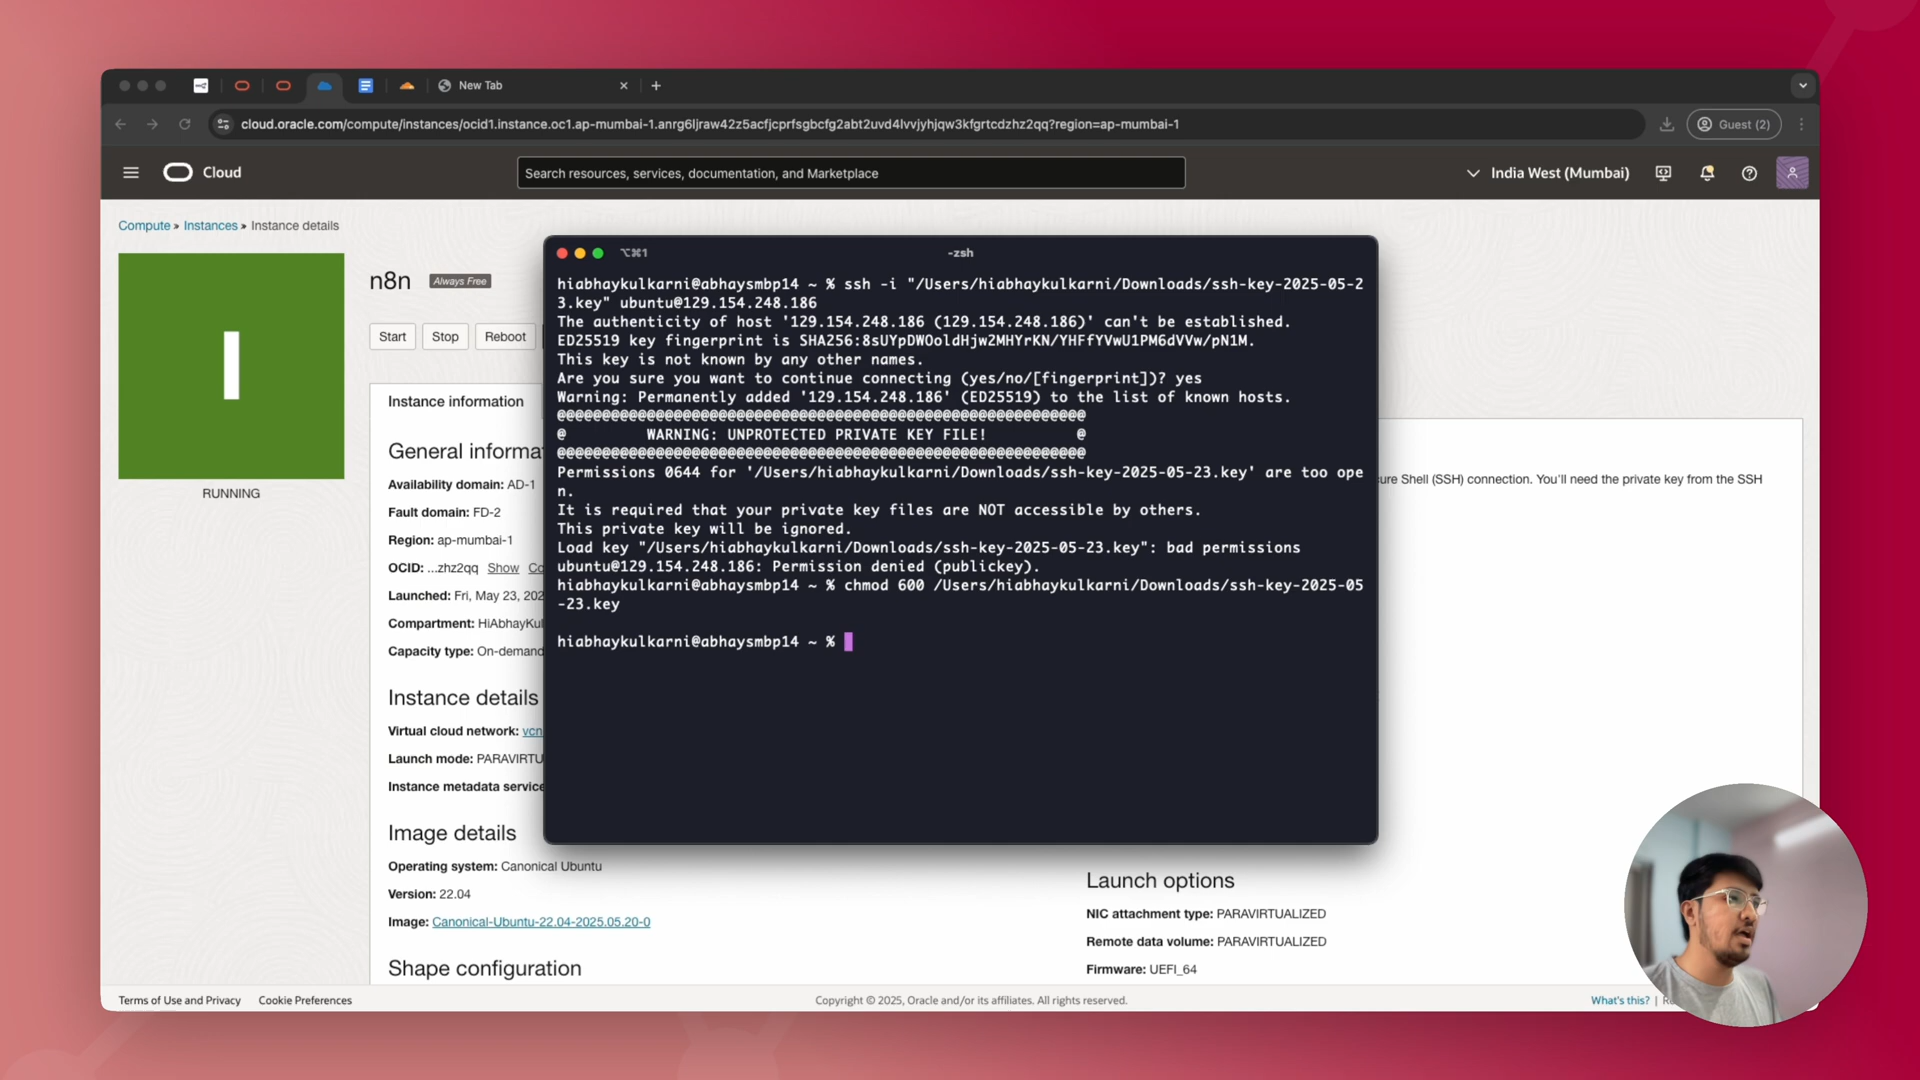 New Tab
cloud.oracle.com/compute/instances/ocid1.instance.oc1.ap-mumbai-1.anrg6ljraw42z5acfjcprfsgbcfg2abt2uvd4lvvjyhjqw3kfgrtcdzhz2qq?region=ap-mumbai-1
Guest (2)
Cloud
Search resources, services, documentation, and Marketplace
India West (Mumbai)
Compute » Instances » Instance details
I
RUNNING
n8n Always Free
Start Stop Reboot
Instance information
General informa
Availability domain: AD-1
Fault domain: FD-2
Region: ap-mumbai-1
OCID: ...zhz2qq Show Co
Launched: Fri, May 23, 202
Compartment: HiAbhayKul
Capacity type: On-demand
Instance details
Virtual cloud network: vcn
Launch mode: PARAVIRTU
Instance metadata service
Image details
Operating system: Canonical Ubuntu
Version: 22.04
Image: Canonical-Ubuntu-22.04-2025.05.20-0
Shape configuration
⌥⌘1
-zsh
hiabhaykulkarni@abhaysmbp14 ~ % ssh -i "/Users/hiabhaykulkarni/Downloads/ssh-key-2025-05-2
3.key" ubuntu@129.154.248.186
The authenticity of host '129.154.248.186 (129.154.248.186)' can't be established.
ED25519 key fingerprint is SHA256:8sUYpDWOoldHjw2MHYrKN/YHFfYVwU1PM6dVVw/pN1M.
This key is not known by any other names.
Are you sure you want to continue connecting (yes/no/[fingerprint])? yes
Warning: Permanently added '129.154.248.186' (ED25519) to the list of known hosts.
@@@@@@@@@@@@@@@@@@@@@@@@@@@@@@@@@@@@@@@@@@@@@@@@@@@@@@@@@@@
@         WARNING: UNPROTECTED PRIVATE KEY FILE!          @
@@@@@@@@@@@@@@@@@@@@@@@@@@@@@@@@@@@@@@@@@@@@@@@@@@@@@@@@@@@
Permissions 0644 for '/Users/hiabhaykulkarni/Downloads/ssh-key-2025-05-23.key' are too ope
n.
It is required that your private key files are NOT accessible by others.
This private key will be ignored.
Load key "/Users/hiabhaykulkarni/Downloads/ssh-key-2025-05-23.key": bad permissions
ubuntu@129.154.248.186: Permission denied (publickey).
hiabhaykulkarni@abhaysmbp14 ~ % chmod 600 /Users/hiabhaykulkarni/Downloads/ssh-key-2025-05
-23.key
hiabhaykulkarni@abhaysmbp14 ~ %
cure Shell (SSH) connection. You'll need the private key from the SSH
Launch options
NIC attachment type: PARAVIRTUALIZED
Remote data volume: PARAVIRTUALIZED
Firmware: UEFI_64
Terms of Use and Privacy Cookie Preferences
Copyright © 2025, Oracle and/or its affiliates. All rights reserved.
What's this? |